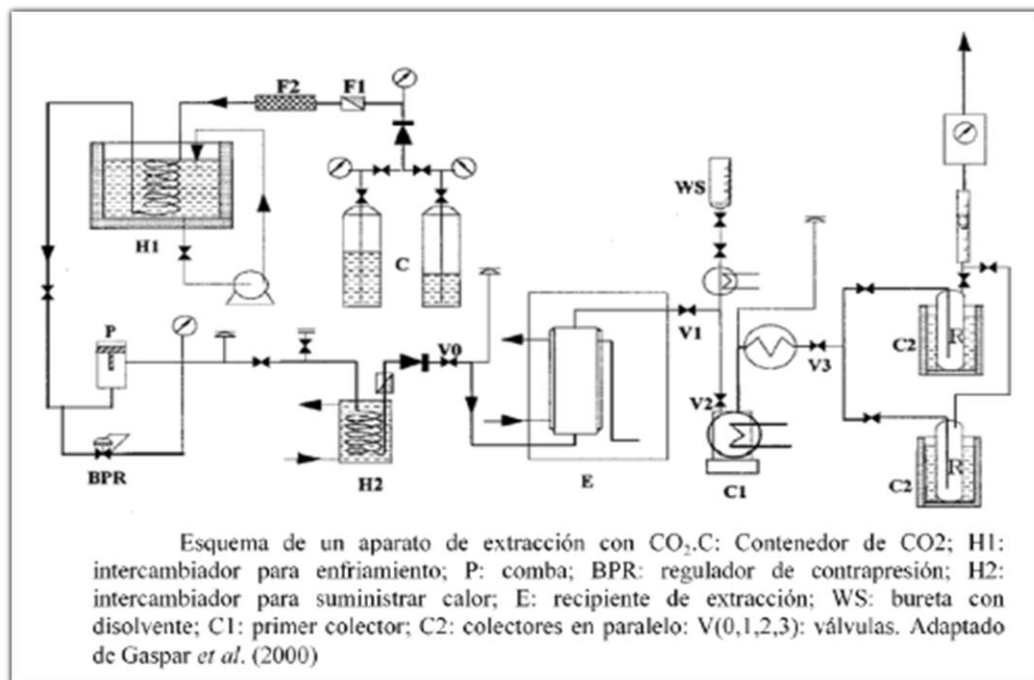 F2 F1
WS
H1
C
P
V0
V1
V3
C2
V2
R
BPR
H2
E
C1
C2
R
Esquema de un aparato de extracción con CO₂.C: Contenedor de CO2; H1:
intercambiador para enfriamiento; P: comba; BPR: regulador de contrapresión; H2:
intercambiador para suministrar calor; E: recipiente de extracción; WS: bureta con
disolvente; C1: primer colector; C2: colectores en paralelo: V(0,1,2,3): válvulas. Adaptado
de Gaspar et al. (2000)